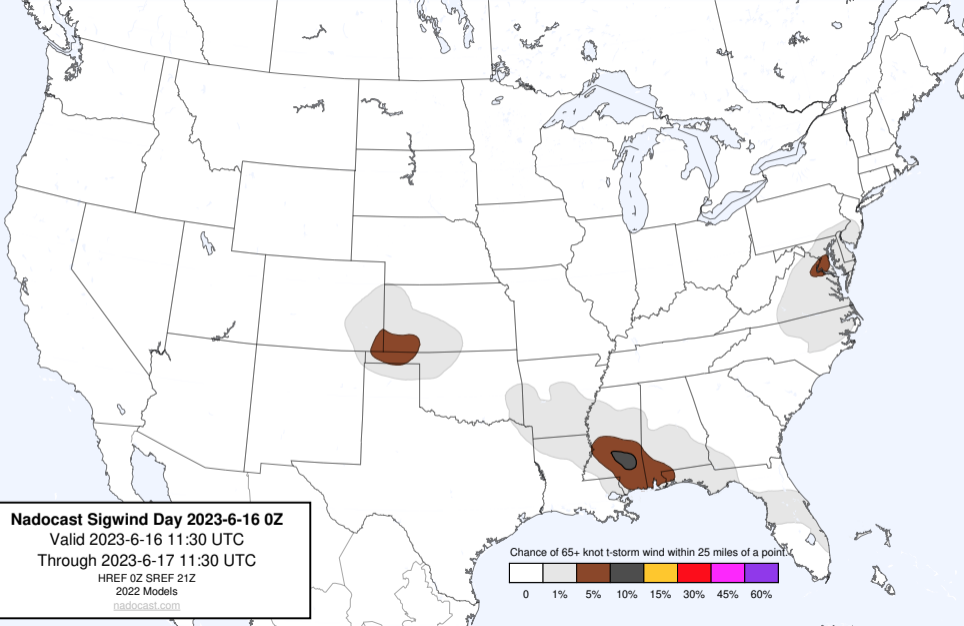 Nadocast Sigwind Day 2023-6-16 0Z
Valid 2023-6-16 11:30 UTC
Through 2023-6-17 11:30 UTC
HREF 0Z SREF 21Z
2022 Models
nadocast.com
Chance of 65+ knot t-storm wind within 25 miles of a point.
0 1% 5% 10% 15% 30% 45% 60%